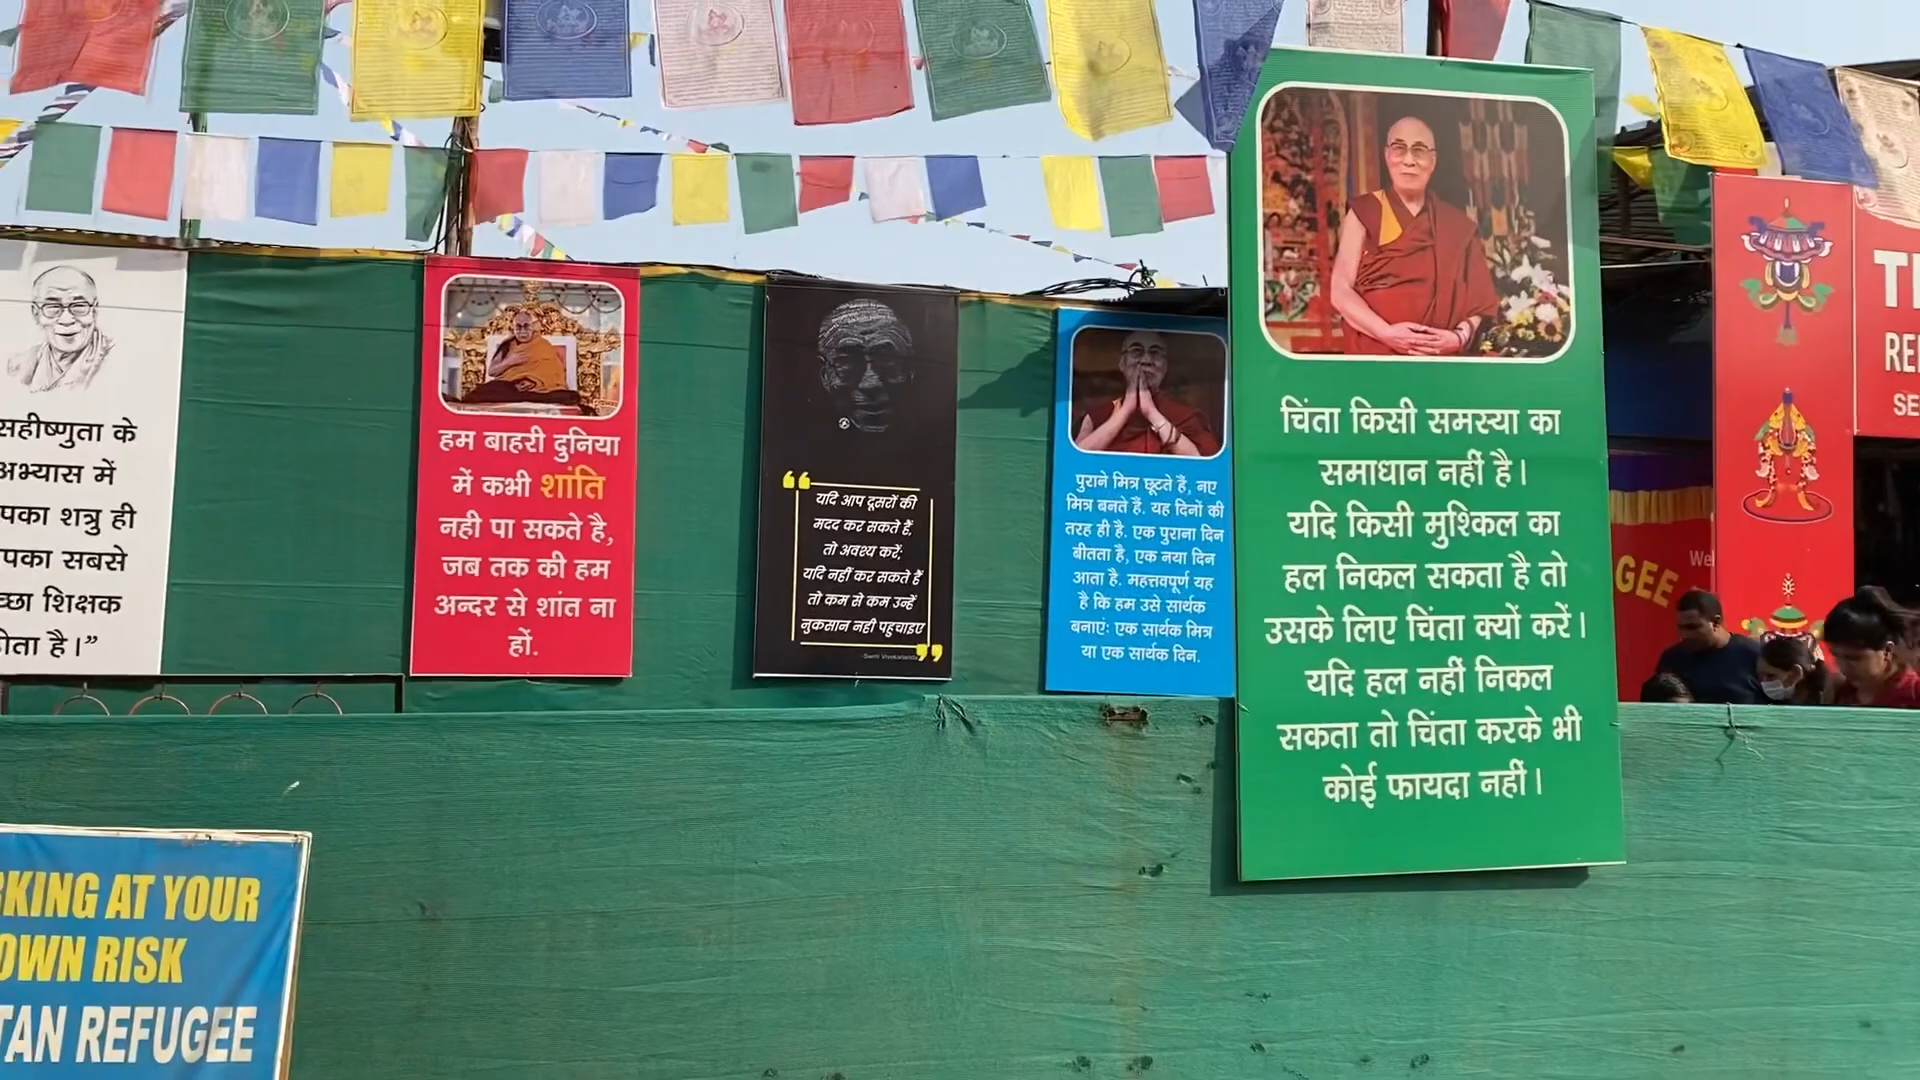 सहीष्णुता के
अभ्यास में
पका शत्रु ही
पका सबसे
च्छा शिक्षक
होता है।”
हम बाहरी दुनिया
में कभी शांति
नही पा सकते है,
जब तक की हम
अन्दर से शांत ना
हों.
यदि आप दूसरों की
मदद कर सकते हैं,
तो अवश्य करें;
यदि नहीं कर सकते हैं
तो कम से कम उन्हें
नुकसान नही पहुचाइए
पुराने मित्र छूटते हैं, नए
मित्र बनते हैं. यह दिनों की
तरह ही है. एक पुराना दिन
बीतता है, एक नया दिन
आता है. महत्तवपूर्ण यह
है कि हम उसे सार्थक
बनाएं: एक सार्थक मित्र
या एक सार्थक दिन.
चिंता किसी समस्या का
समाधान नहीं है।
यदि किसी मुश्किल का
हल निकल सकता है तो
उसके लिए चिंता क्यों करें।
यदि हल नहीं निकल
सकता तो चिंता करके भी
कोई फायदा नहीं।
GEE
KING AT YOUR
OWN RISK
TAN REFUGEE